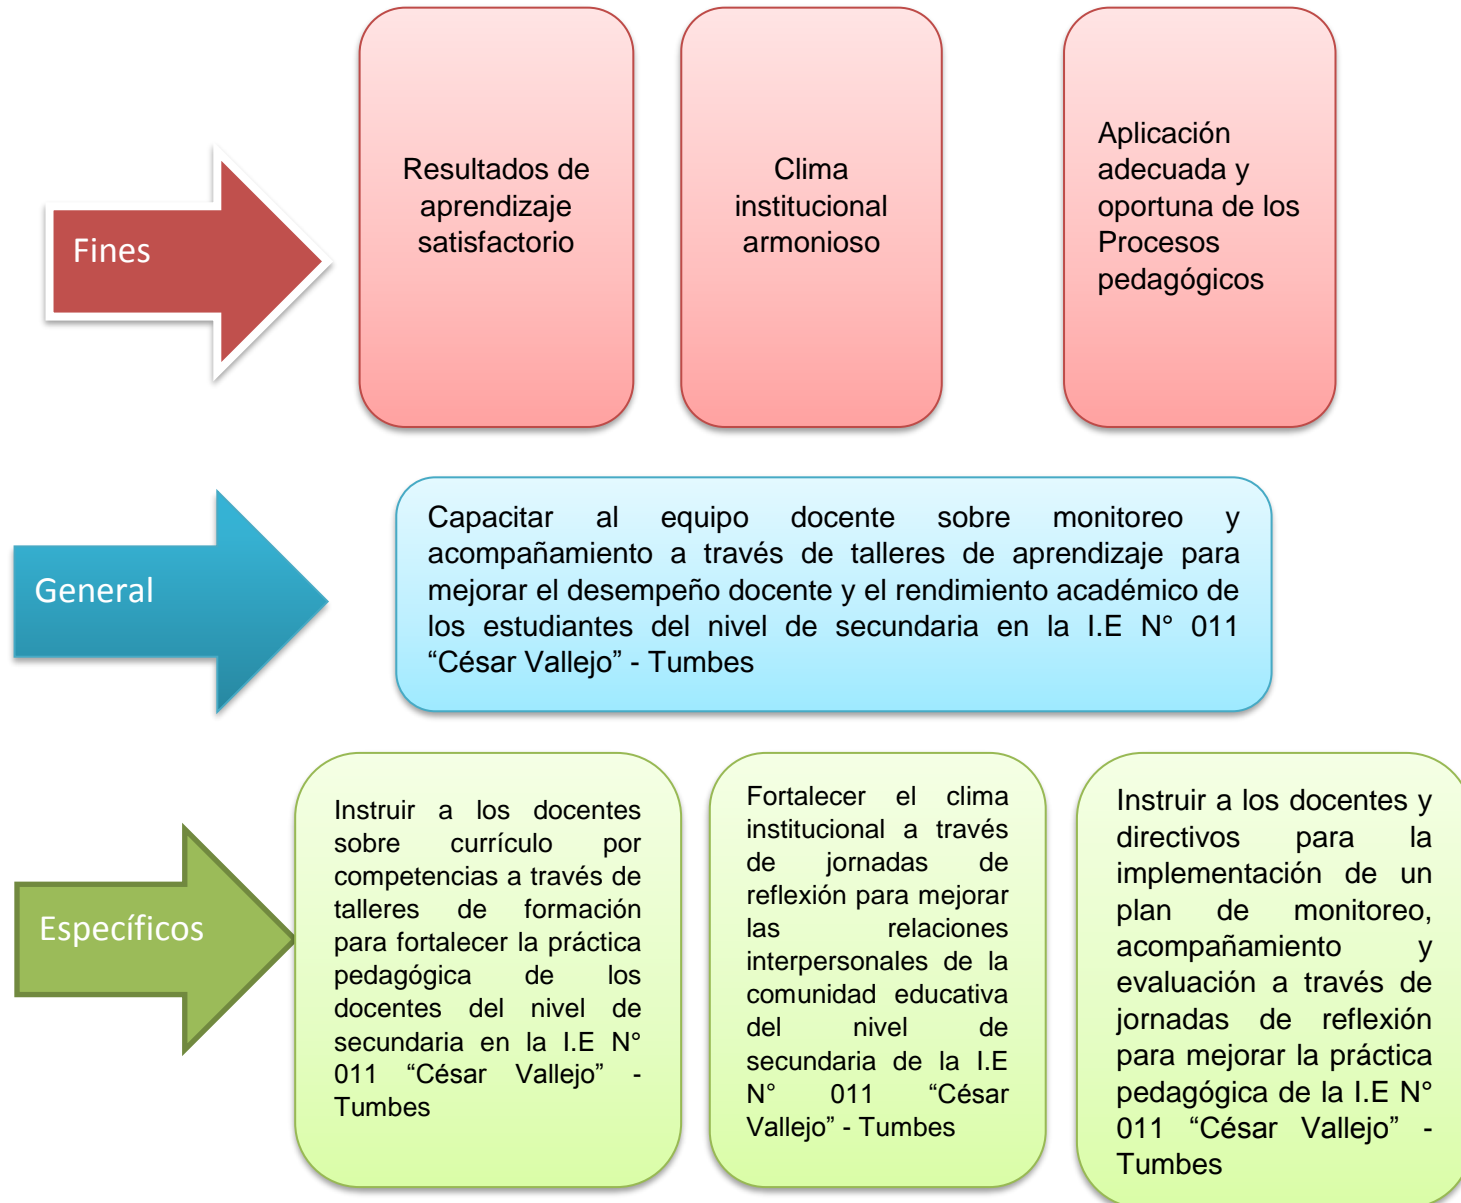 Fines
Resultados de
aprendizaje
satisfactorio
Clima
institucional
armonioso
Aplicación
adecuada y
oportuna de los
Procesos
pedagógicos
General
Capacitar al equipo docente sobre monitoreo y
acompañamiento a través de talleres de aprendizaje para
mejorar el desempeño docente y el rendimiento académico de
los estudiantes del nivel de secundaria en la I.E N° 011
“César Vallejo” - Tumbes
Específicos
Instruir a los docentes
sobre currículo por
competencias a través de
talleres de formación
para fortalecer la práctica
pedagógica de los
docentes del nivel de
secundaria en la I.E N°
011 “César Vallejo” -
Tumbes
Fortalecer el clima
institucional a través
de jornadas de
reflexión para mejorar
las relaciones
interpersonales de la
comunidad educativa
del nivel de
secundaria de la I.E
N° 011 “César
Vallejo” - Tumbes
Instruir a los docentes y
directivos para la
implementación de un
plan de monitoreo,
acompañamiento y
evaluación a través de
jornadas de reflexión
para mejorar la práctica
pedagógica de la I.E N°
011 “César Vallejo” -
Tumbes